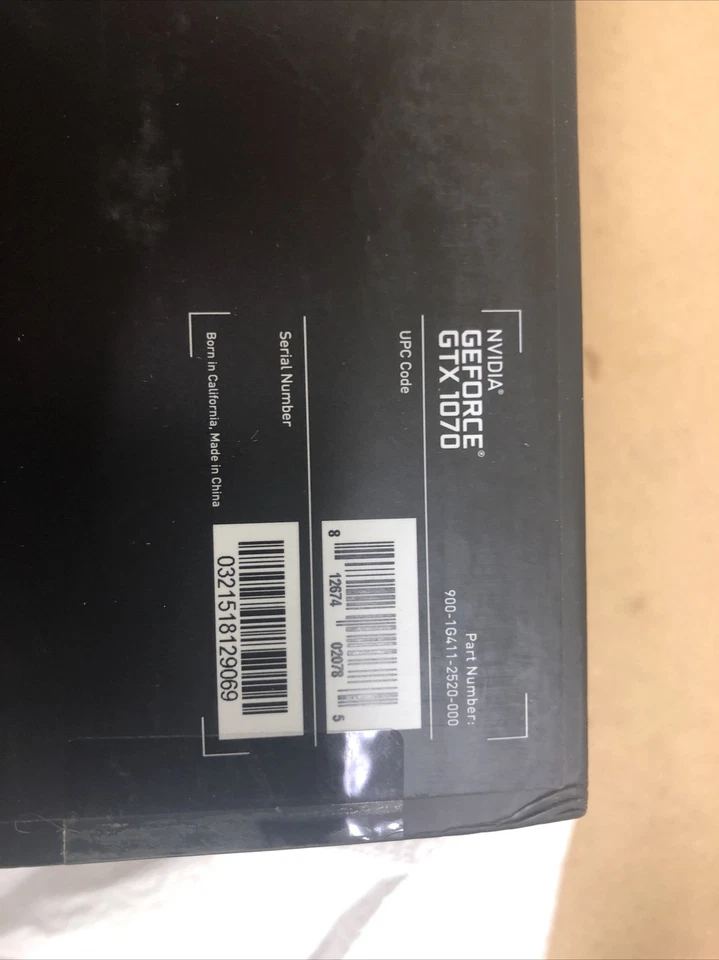 NVIDIA®
GEFORCE®
GTX 1070
Part Number:
900-1G411-2520-000
UPC Code
8 12674 02078 5
Serial Number
0321518129069
Born in California, Made in China